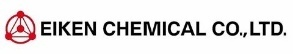 EIKEN CHEMICAL CO., LTD.